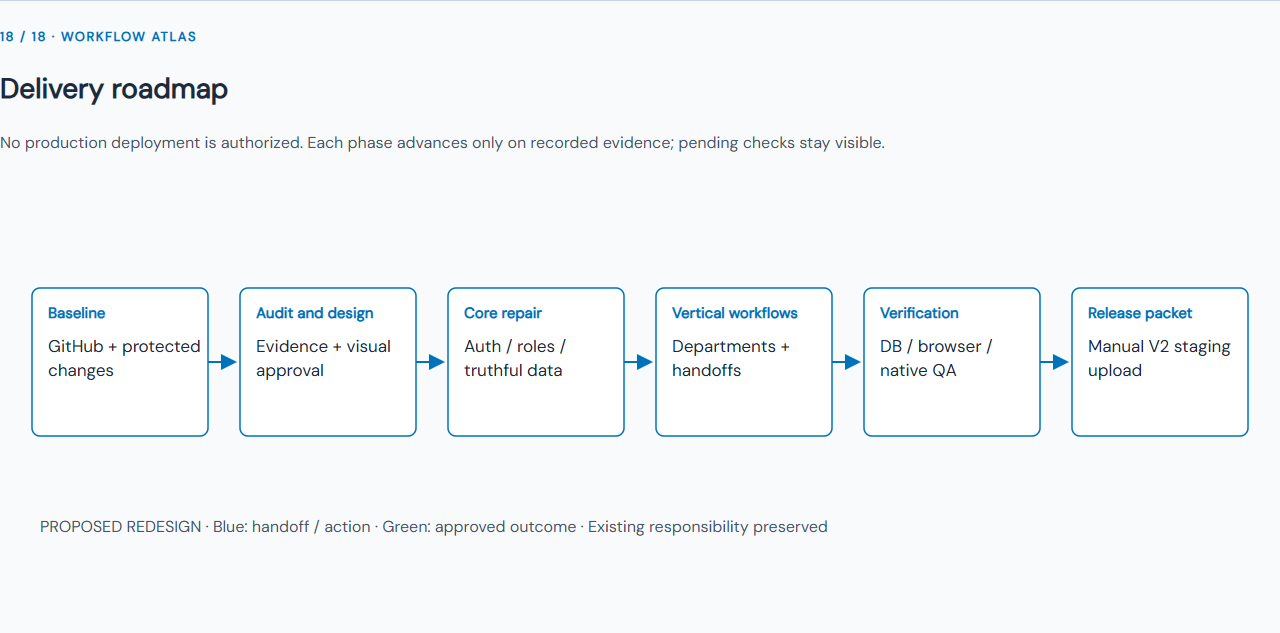 18 / 18 · WORKFLOW ATLAS
Delivery roadmap
No production deployment is authorized. Each phase advances only on recorded evidence; pending checks stay visible.
Baseline
GitHub + protected
changes
Audit and design
Evidence + visual
approval
Core repair
Auth / roles /
truthful data
Vertical workflows
Departments +
handoffs
Verification
DB / browser /
native QA
Release packet
Manual V2 staging
upload
PROPOSED REDESIGN · Blue: handoff / action · Green: approved outcome · Existing responsibility preserved